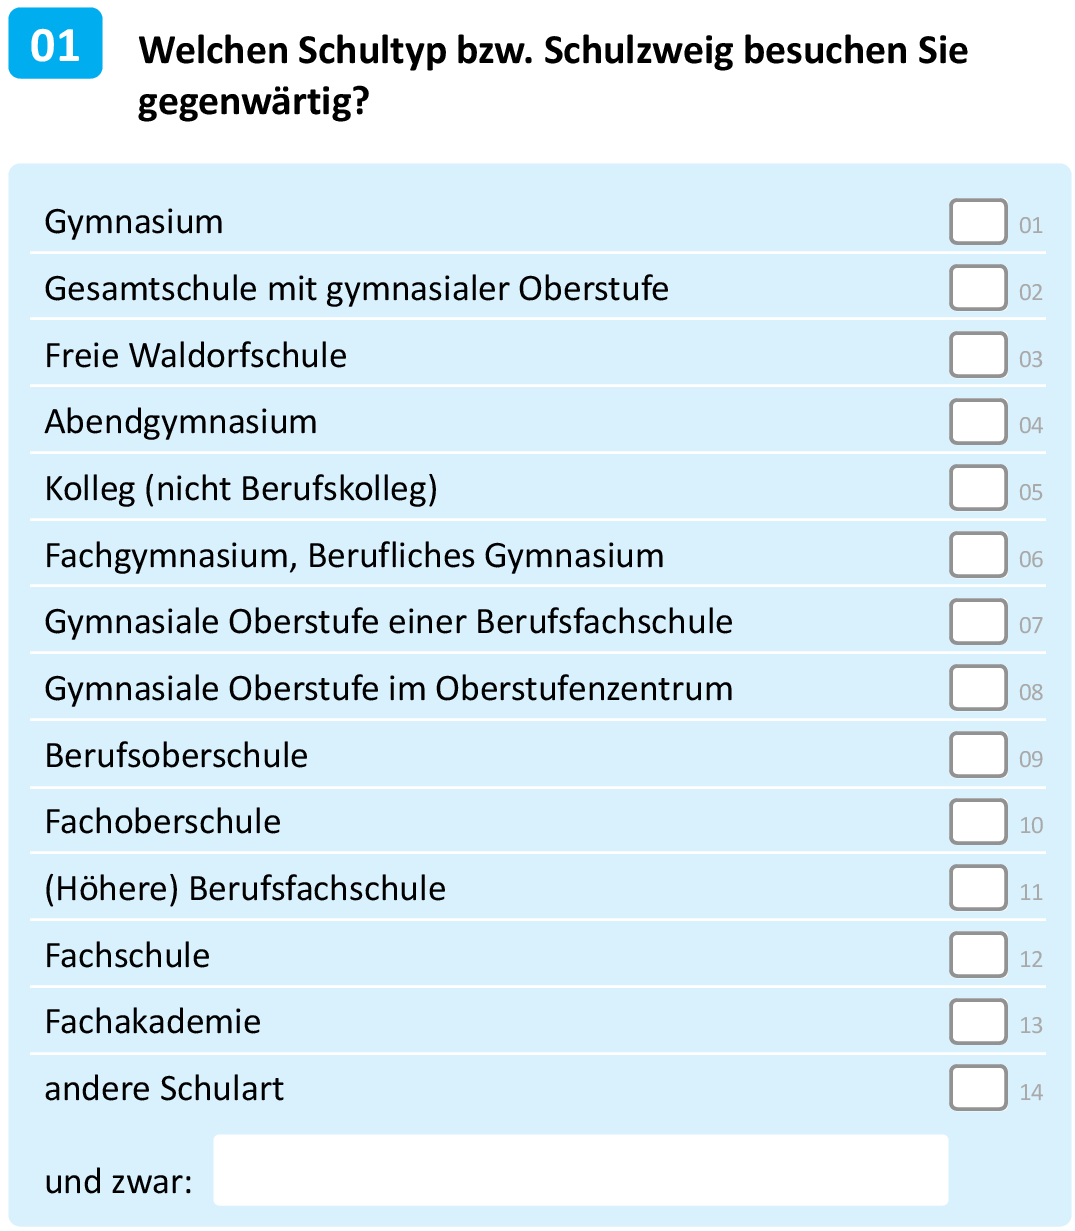 01
Welchen Schultyp bzw. Schulzweig besuchen Sie
gegenwärtig?
Gymnasium 01
Gesamtschule mit gymnasialer Oberstufe 02
Freie Waldorfschule 03
Abendgymnasium 04
Kolleg (nicht Berufskolleg) 05
Fachgymnasium, Berufliches Gymnasium 06
Gymnasiale Oberstufe einer Berufsfachschule 07
Gymnasiale Oberstufe im Oberstufenzentrum 08
Berufsoberschule 09
Fachoberschule 10
(Höhere) Berufsfachschule 11
Fachschule 12
Fachakademie 13
andere Schulart 14
und zwar: